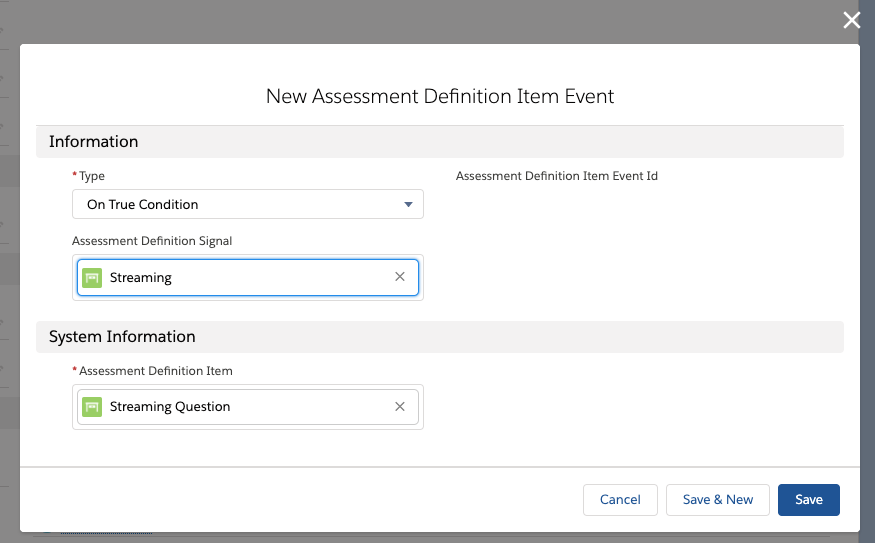 New Assessment Definition Item Event
Information
*Type
Assessment Definition Item Event Id
On True Condition
Assessment Definition Signal
Streaming
System Information
*Assessment Definition Item
Streaming Question
Cancel
Save & New
Save